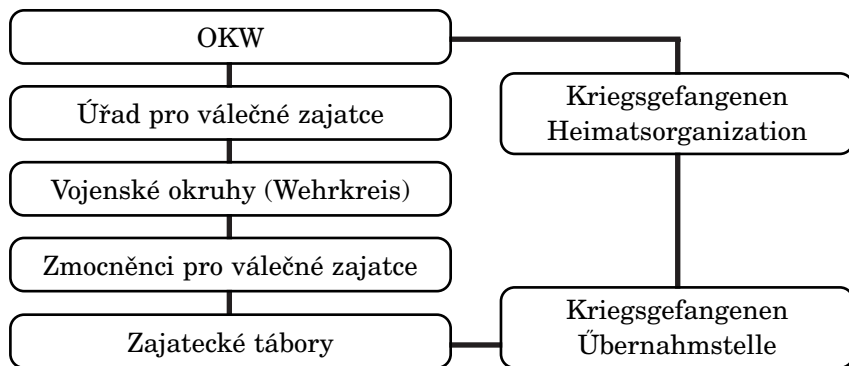 OKW
Úřad pro válečné zajatce
Vojenské okruhy (Wehrkreis)
Zmocněnci pro válečné zajatce
Zajatecké tábory
Kriegsgefangenen
Heimatsorganization
Kriegsgefangenen
Űbernahmstelle